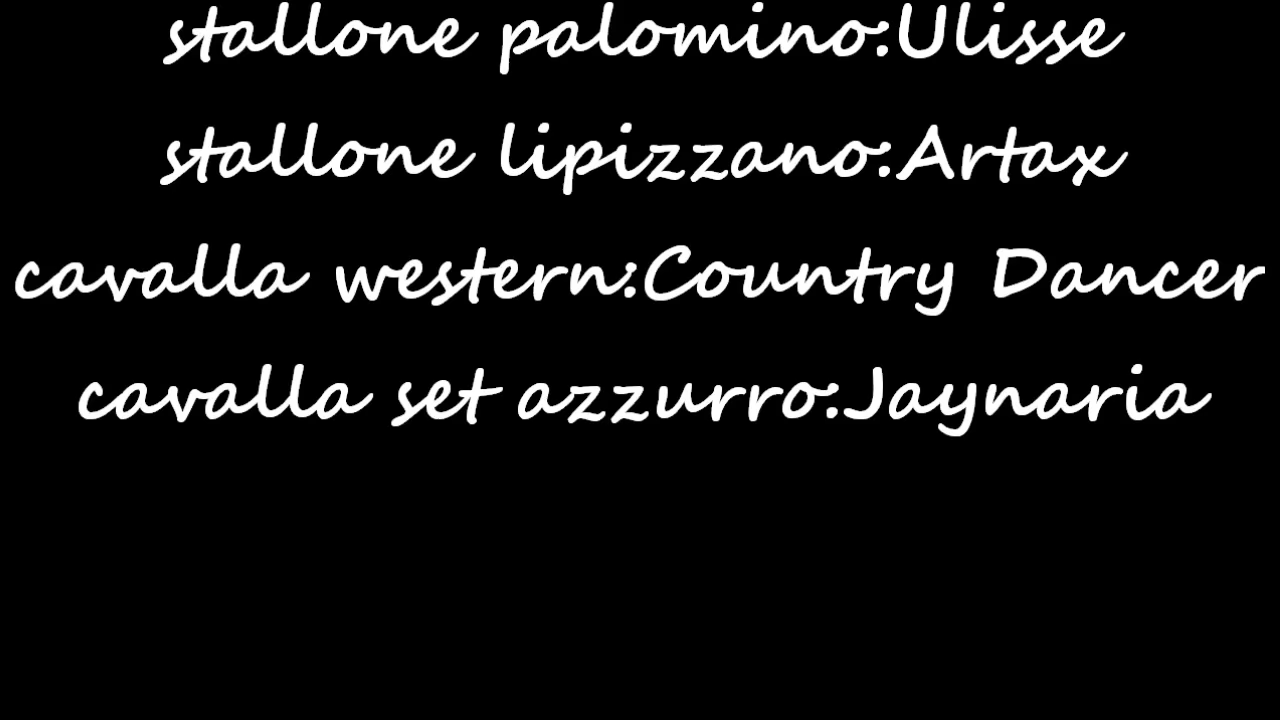 stallone palomino:Ulisse
stallone lipizzano:Artax
cavalla western:Country Dancer
cavalla set azzurro:Jaynaria